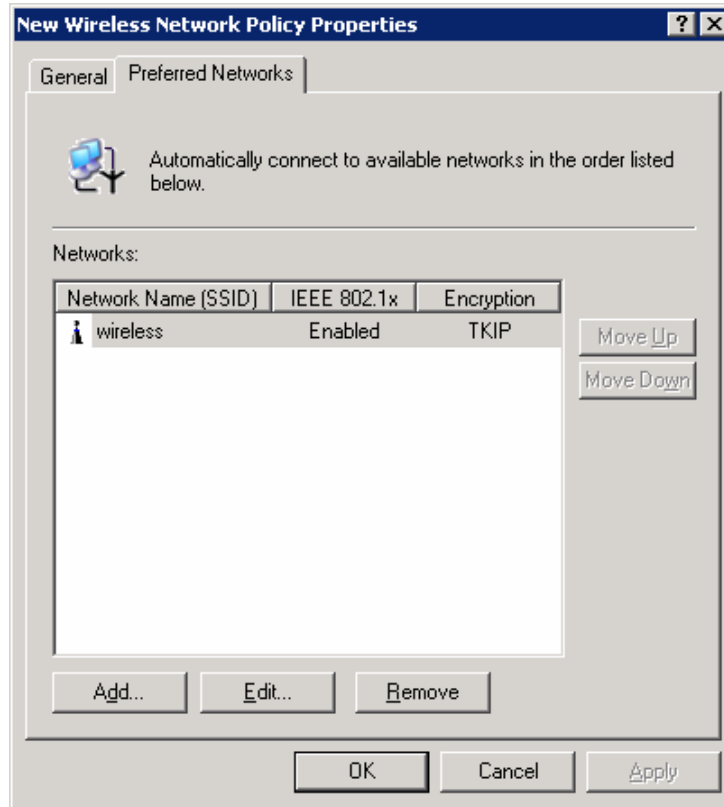 New Wireless Network Policy Properties
General Preferred Networks
Automatically connect to available networks in the order listed
below.
Networks:
Network Name (SSID) IEEE 802.1x Encryption
wireless Enabled TKIP
Move Up
Move Down
Add... Edit... Remove
OK Cancel Apply